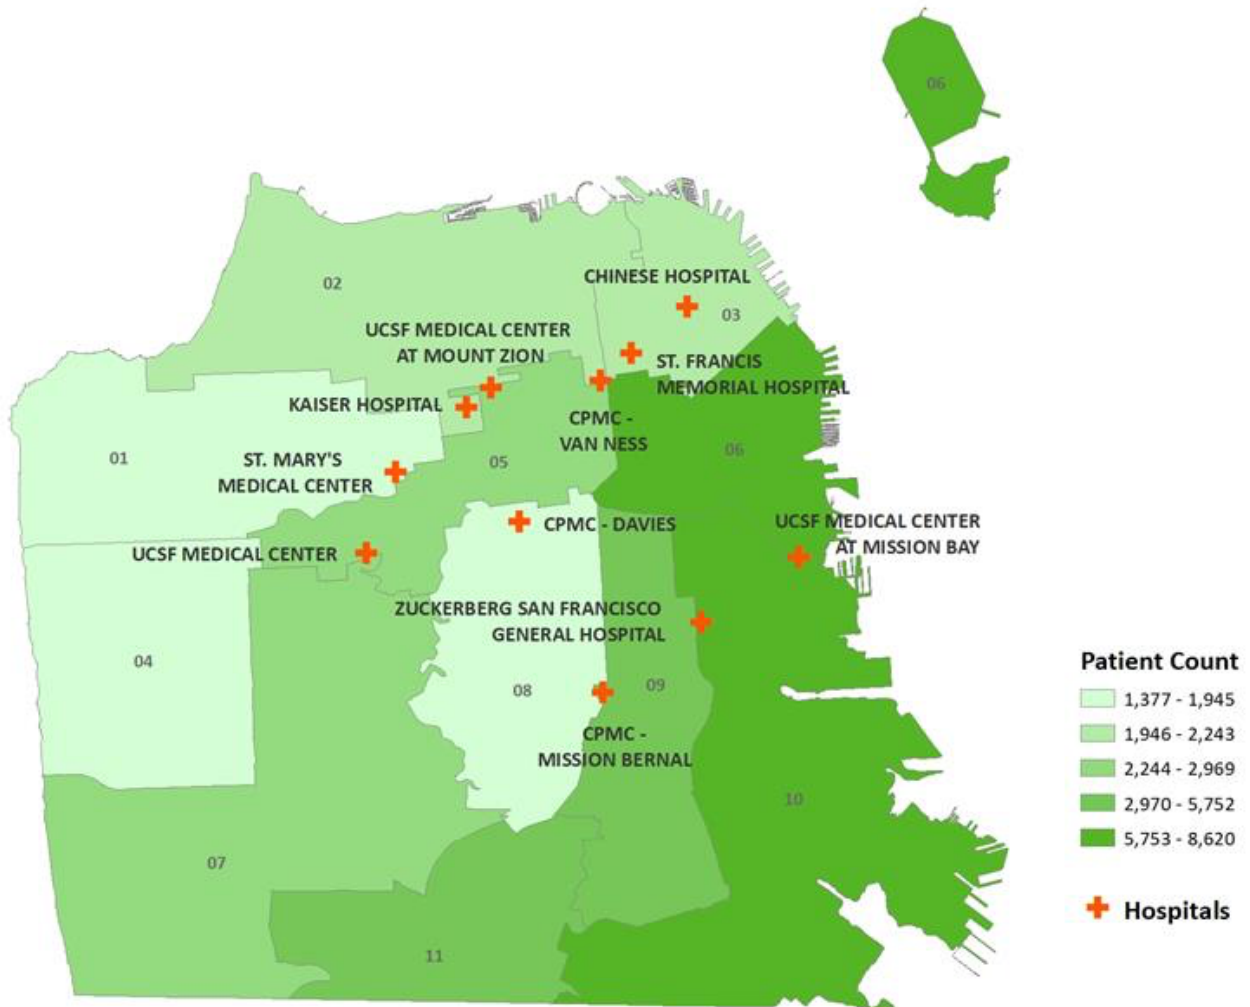 06
02
CHINESE HOSPITAL
03
UCSF MEDICAL CENTER
AT MOUNT ZION
ST. FRANCIS
MEMORIAL HOSPITAL
KAISER HOSPITAL
CPMC -
VAN NESS
06
01
ST. MARY'S
MEDICAL CENTER
05
CPMC - DAVIES
UCSF MEDICAL CENTER
AT MISSION BAY
UCSF MEDICAL CENTER
ZUCKERBERG SAN FRANCISCO
GENERAL HOSPITAL
04
08
09
CPMC -
MISSION BERNAL
10
07
11
Patient Count
1,377 - 1,945
1,946 - 2,243
2,244 - 2,969
2,970 - 5,752
5,753 - 8,620
Hospitals